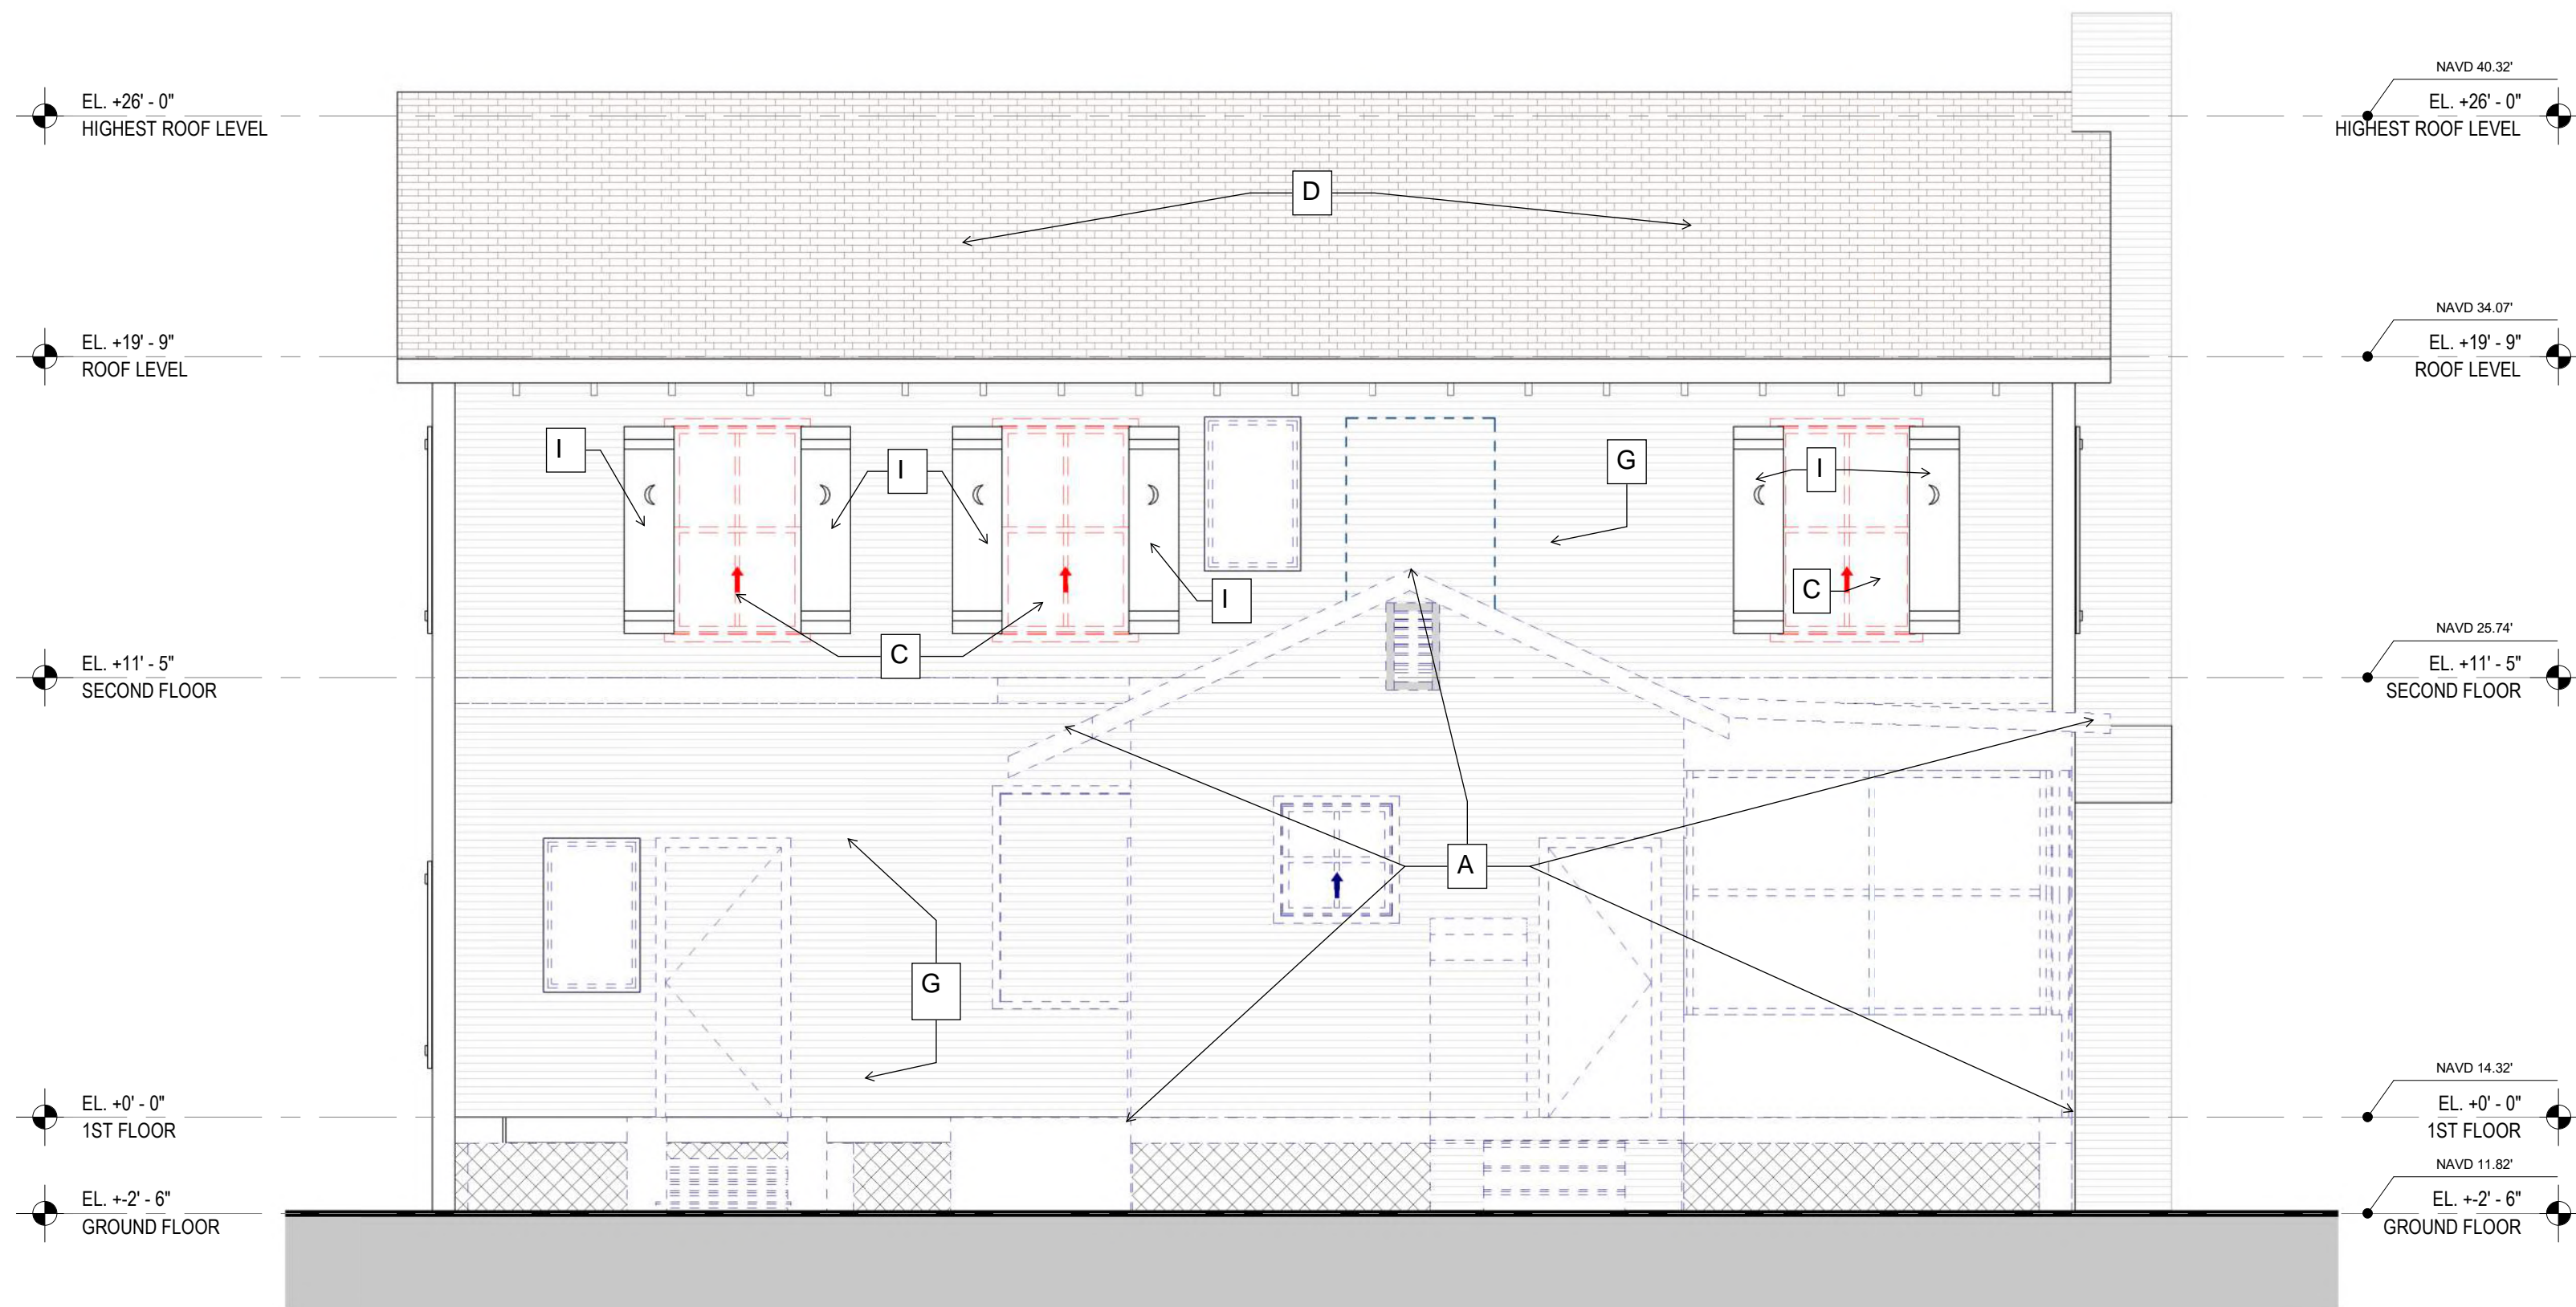 NAVD 40.32'
EL. +26' - 0"
HIGHEST ROOF LEVEL
EL. +26' - 0"
HIGHEST ROOF LEVEL
D
NAVD 34.07'
EL. +19' - 9"
ROOF LEVEL
EL. +19' - 9"
ROOF LEVEL
I
I
G
I
C
I
C
NAVD 25.74'
EL. +11' - 5"
SECOND FLOOR
EL. +11' - 5"
SECOND FLOOR
A
G
NAVD 14.32'
EL. +0' - 0"
1ST FLOOR
EL. +0' - 0"
1ST FLOOR
NAVD 11.82'
EL. +-2' - 6"
GROUND FLOOR
EL. +-2' - 6"
GROUND FLOOR